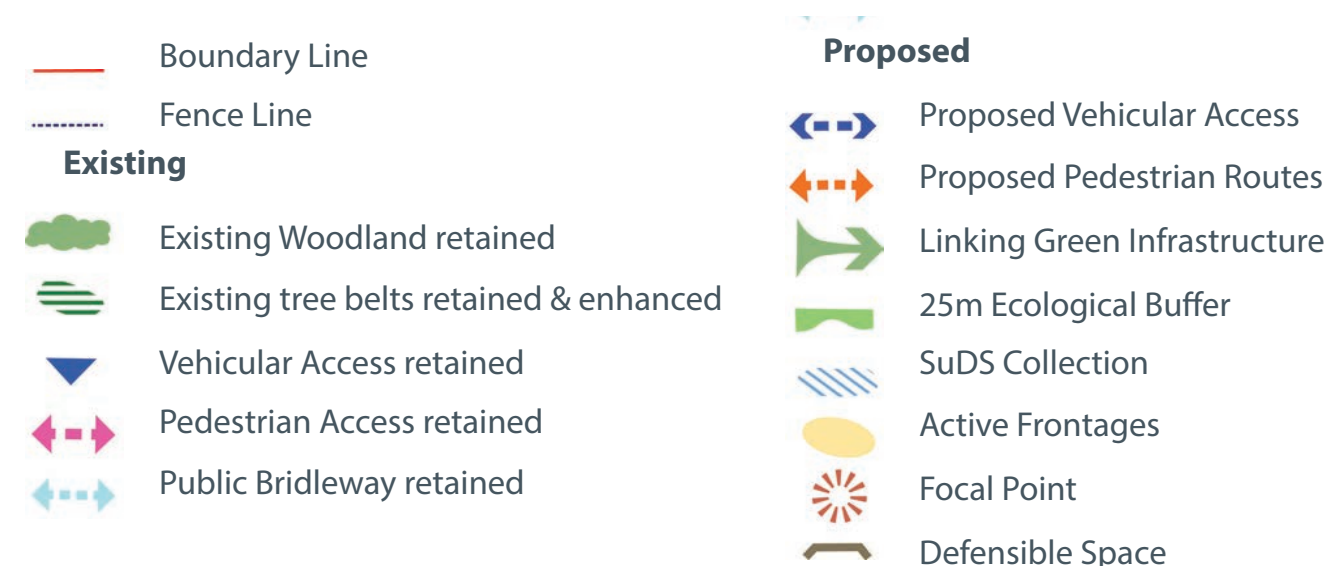 Boundary Line
Fence Line
Existing
Existing Woodland retained
Existing tree belts retained & enhanced
Vehicular Access retained
Pedestrian Access retained
Public Bridleway retained
Proposed
Proposed Vehicular Access
Proposed Pedestrian Routes
Linking Green Infrastructure
25m Ecological Buffer
SuDS Collection
Active Frontages
Focal Point
Defensible Space